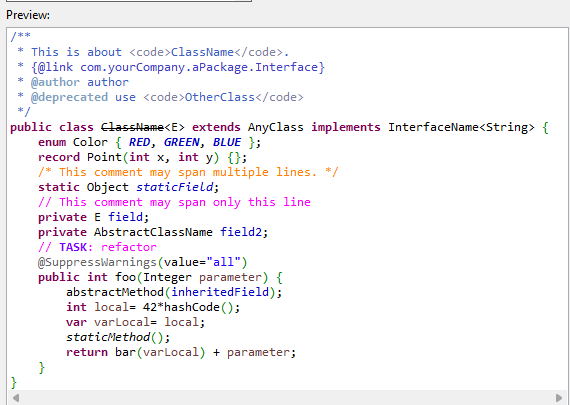 Preview:
/**
 * This is about <code>ClassName</code>.
 * {@link com.yourCompany.aPackage.Interface}
 * @author author
 * @deprecated use <code>OtherClass</code>
 */
public class ClassName<E> extends AnyClass implements InterfaceName<String> {
    enum Color { RED, GREEN, BLUE };
    record Point(int x, int y) {};
    /* This comment may span multiple lines. */
    static Object staticField;
    // This comment may span only this line
    private E field;
    private AbstractClassName field2;
    // TASK: refactor
    @SuppressWarnings(value="all")
    public int foo(Integer parameter) {
        abstractMethod(inheritedField);
        int local= 42*hashCode();
        var varLocal= local;
        staticMethod();
        return bar(varLocal) + parameter;
    }
}